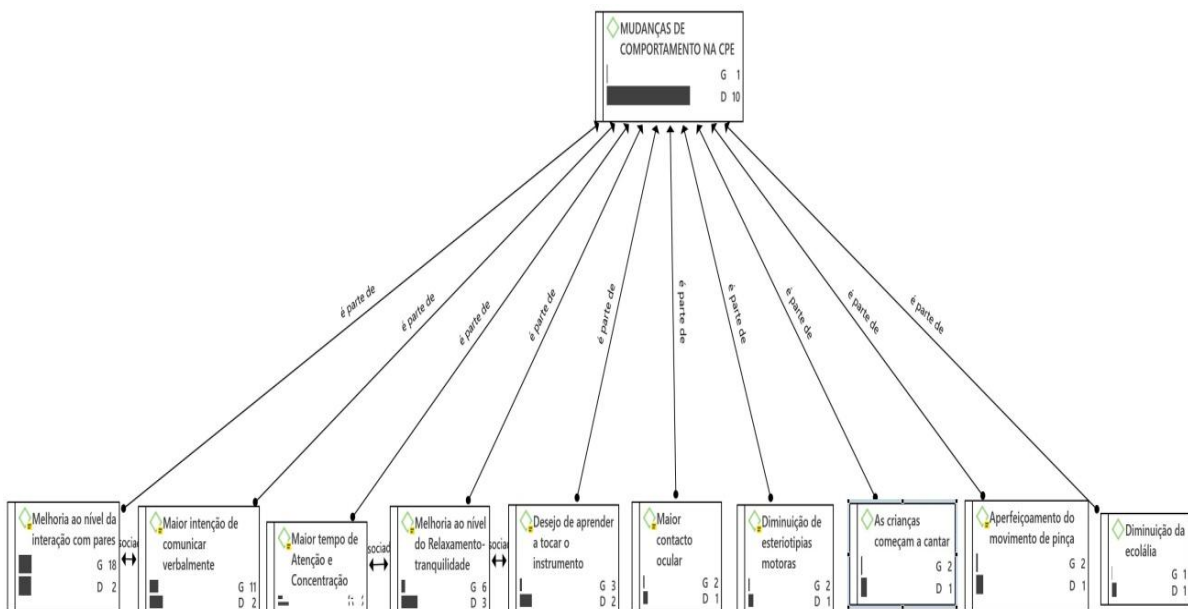 MUDANÇAS DE
COMPORTAMENTO NA CPE
G 1
D 10
é parte de
é parte de
é parte de
é parte de
é parte de
é parte de
é parte de
é parte de
é parte de
é parte de
Melhoria ao nível da
interação com pares
G 18
D 2
Maior intenção de
comunicar
verbalmente
G 11
D 2
Maior tempo de
Atenção e
Concentração
Melhoria ao nível
do Relaxamento-
tranquilidade
G 6
D 3
Desejo de aprender
a tocar o
instrumento
G 3
D 2
Maior
contacto
ocular
G 2
D 1
Diminuição de
esteriotipias
motoras
G 2
D 1
As crianças
começam a cantar
G 2
D 1
Aperfeiçoamento do
movimento de pinça
G 2
D 1
Diminuição da
ecolália
G 1
D 1
sociad
sociad